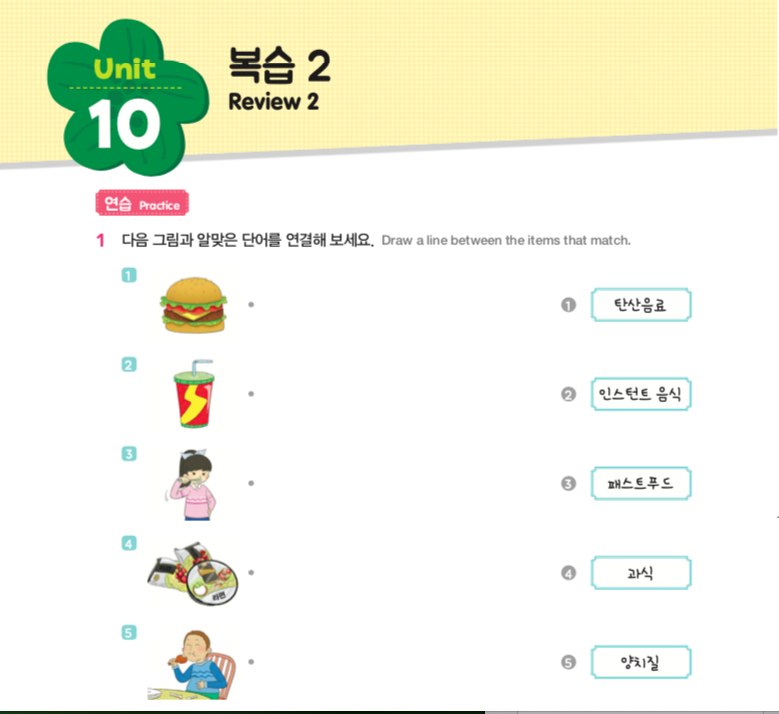 Unit
10
복습 2
Review 2
연습 Practice
1 다음 그림과 알맞은 단어를 연결해 보세요. Draw a line between the items that match.
1
❶ 탄산음료
2
❷ 인스턴트 음식
3
❸ 패스트푸드
4
라면
❹ 과식
5
❺ 양치질